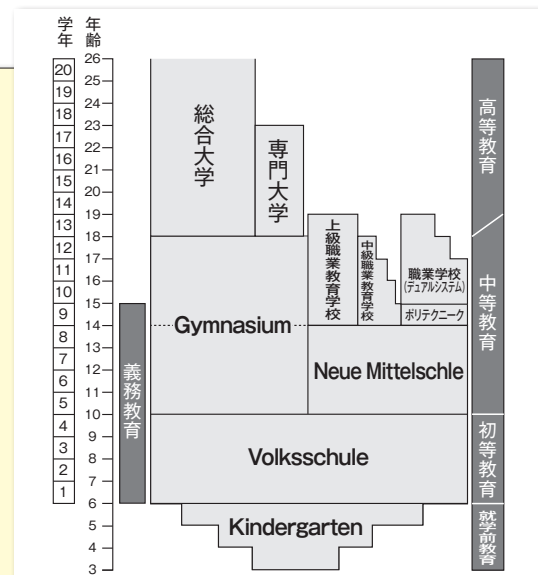 学年
年齢
20
19
18
17
16
15
14
13
12
11
10
9
8
7
6
5
4
3
2
1
26
25
24
23
22
21
20
19
18
17
16
15
14
13
12
11
10
9
8
7
6
5
4
3
義務教育
総合大学
専門大学
上級職業教育学校
中級職業教育学校
職業学校
(デュアルシステム)
ポリテクニーク
Gymnasium
Neue Mittelschle
Volksschule
Kindergarten
高等教育
中等教育
初等教育
就学前教育